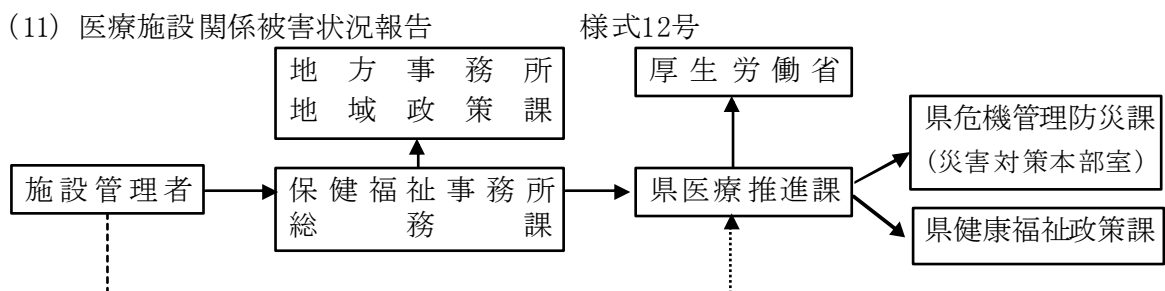 (11) 医療施設関係被害状況報告 様式12号
地方事務所
地域政策課
厚生労働省
県危機管理防災課
(災害対策本部室)
施設管理者
保健福祉事務所
総務課
県医療推進課
県健康福祉政策課